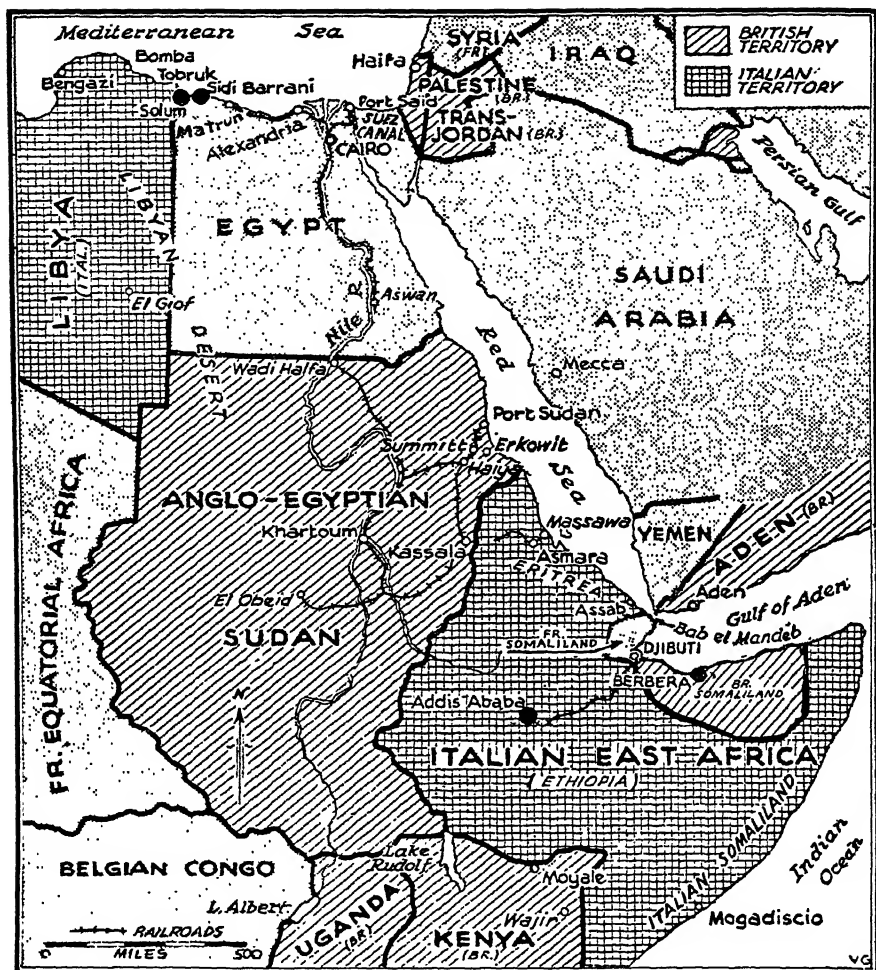 Mediterranean Sea
BRITISH
TERRITORY
ITALIAN
TERRITORY
SYRIA
(FR)
IRAQ
Bomba
Haifa
Bengazi
Tobruk
Sidi Barrani
PALESTINE
(BR.)
Solum
Port Said
Matruh
SUEZ
CANAL
TRANS-
JORDAN (BR.)
Alexandria
CAIRO
Persian Gulf
LIBYA
(ITAL.)
LIBYAN
DESERT
EGYPT
SAUDI
ARABIA
El Giof
Nile R.
Aswan
Red
Sea
Wadi Halfa
Mecca
Port Sudan
Summit
Erkowit
Haiya
FR. EQUATORIAL AFRICA
ANGLO-EGYPTIAN
SUDAN
Massawa
YEMEN
ADEN (BR.)
Khartoum
Kassala
Asmara
ERITREA
El Obeid
Assab
Aden
Gulf of Aden
Bab el Mandeb
FR.
SOMALILAND
DJIBUTI
BERBERA
BR.
SOMALILAND
Addis Ababa
N
ITALIAN EAST AFRICA
(ETHIOPIA)
BELGIAN CONGO
Lake
Rudolf
Moyale
ITALIAN SOMALILAND
Indian
Ocean
L. Albert
UGANDA
(BR.)
KENYA
(BR.)
Wajir
Mogadiscio
RAILROADS
0 500
MILES
VG